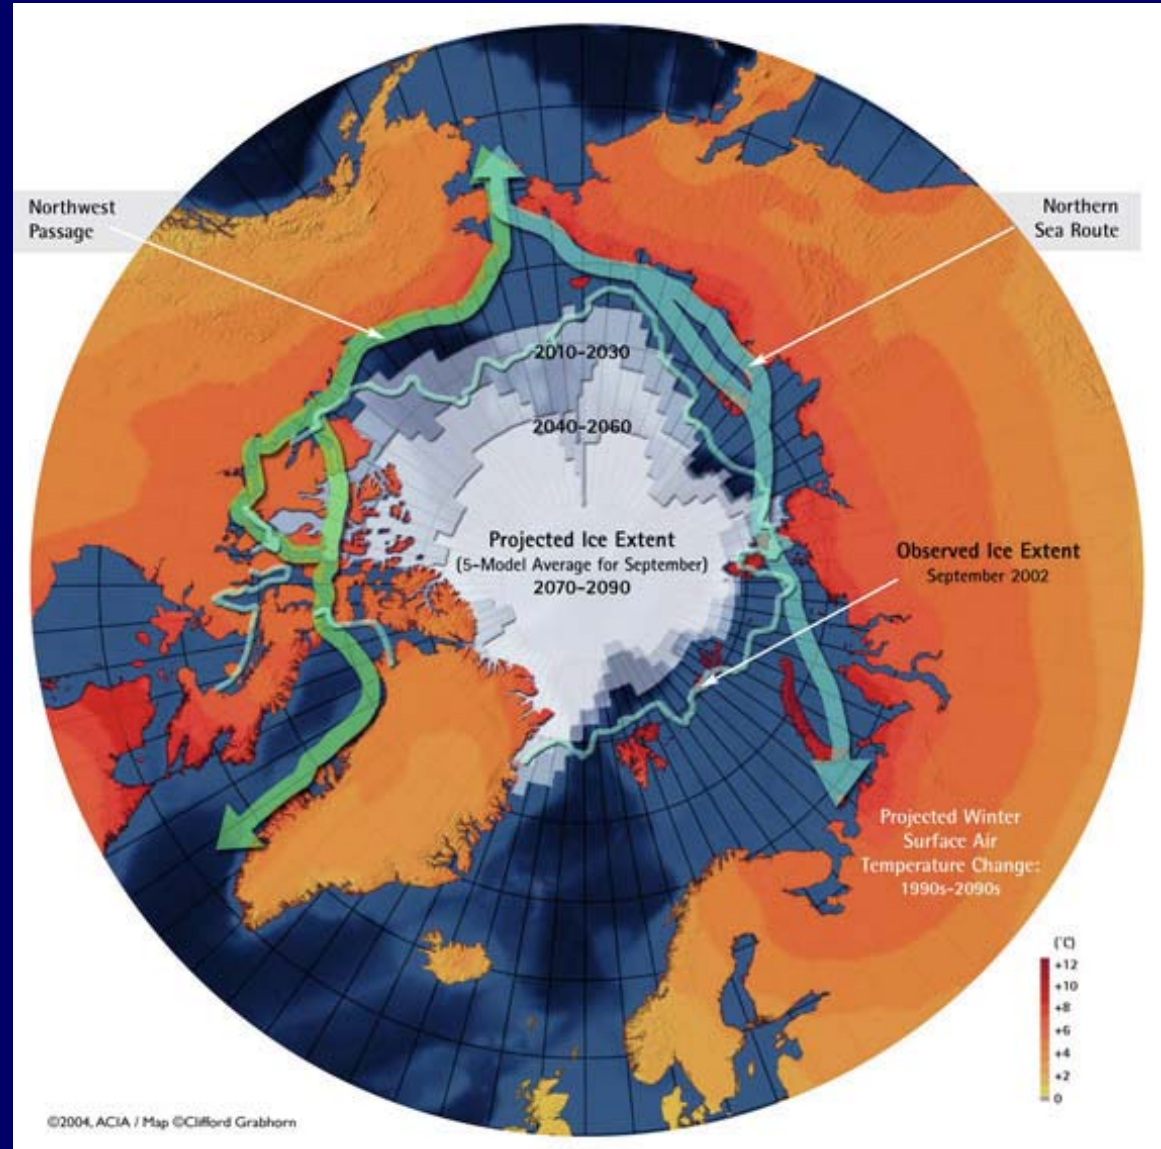 Northwest
Passage
Northern
Sea Route
2010-2030
2040-2060
Projected Ice Extent
(5-Model Average for September)
2070-2090
Observed Ice Extent
September 2002
Projected Winter
Surface Air
Temperature Change:
1990s-2090s
(°C)
+12
+10
+8
+6
+4
+2
0
©2004, ACIA / Map ©Clifford Grabhorn